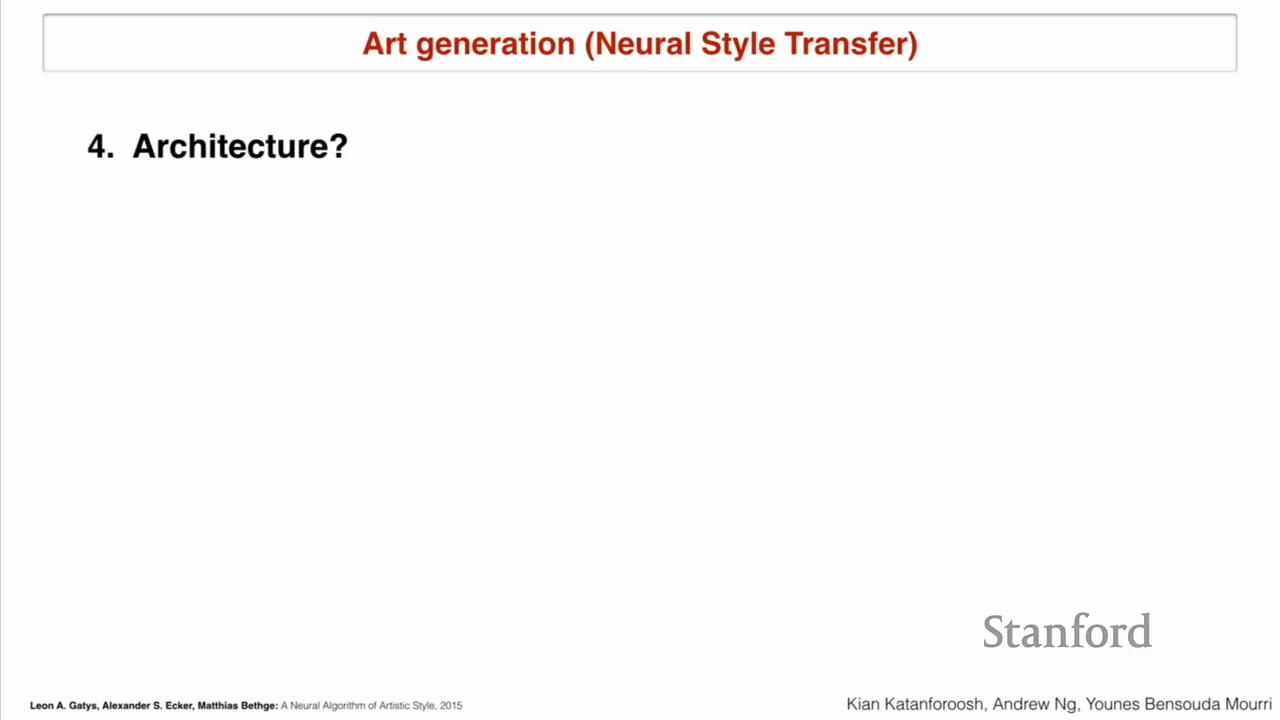 Art generation (Neural Style Transfer)
4. Architecture?
Stanford
Leon A. Gatys, Alexander S. Ecker, Matthias Bethge: A Neural Algorithm of Artistic Style, 2015
Kian Katanforoosh, Andrew Ng, Younes Bensouda Mourri